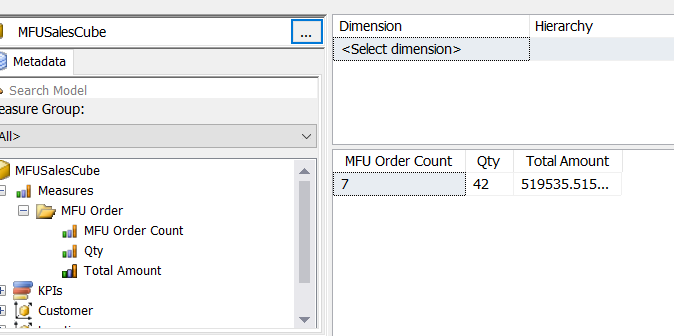 MFUSalesCube
...
Metadata
Search Model
easure Group:
All>
MFUSalesCube
Measures
MFU Order
MFU Order Count
Qty
Total Amount
KPIs
Customer
Dimension Hierarchy
<Select dimension>
MFU Order Count Qty Total Amount
7 42 519535.515...